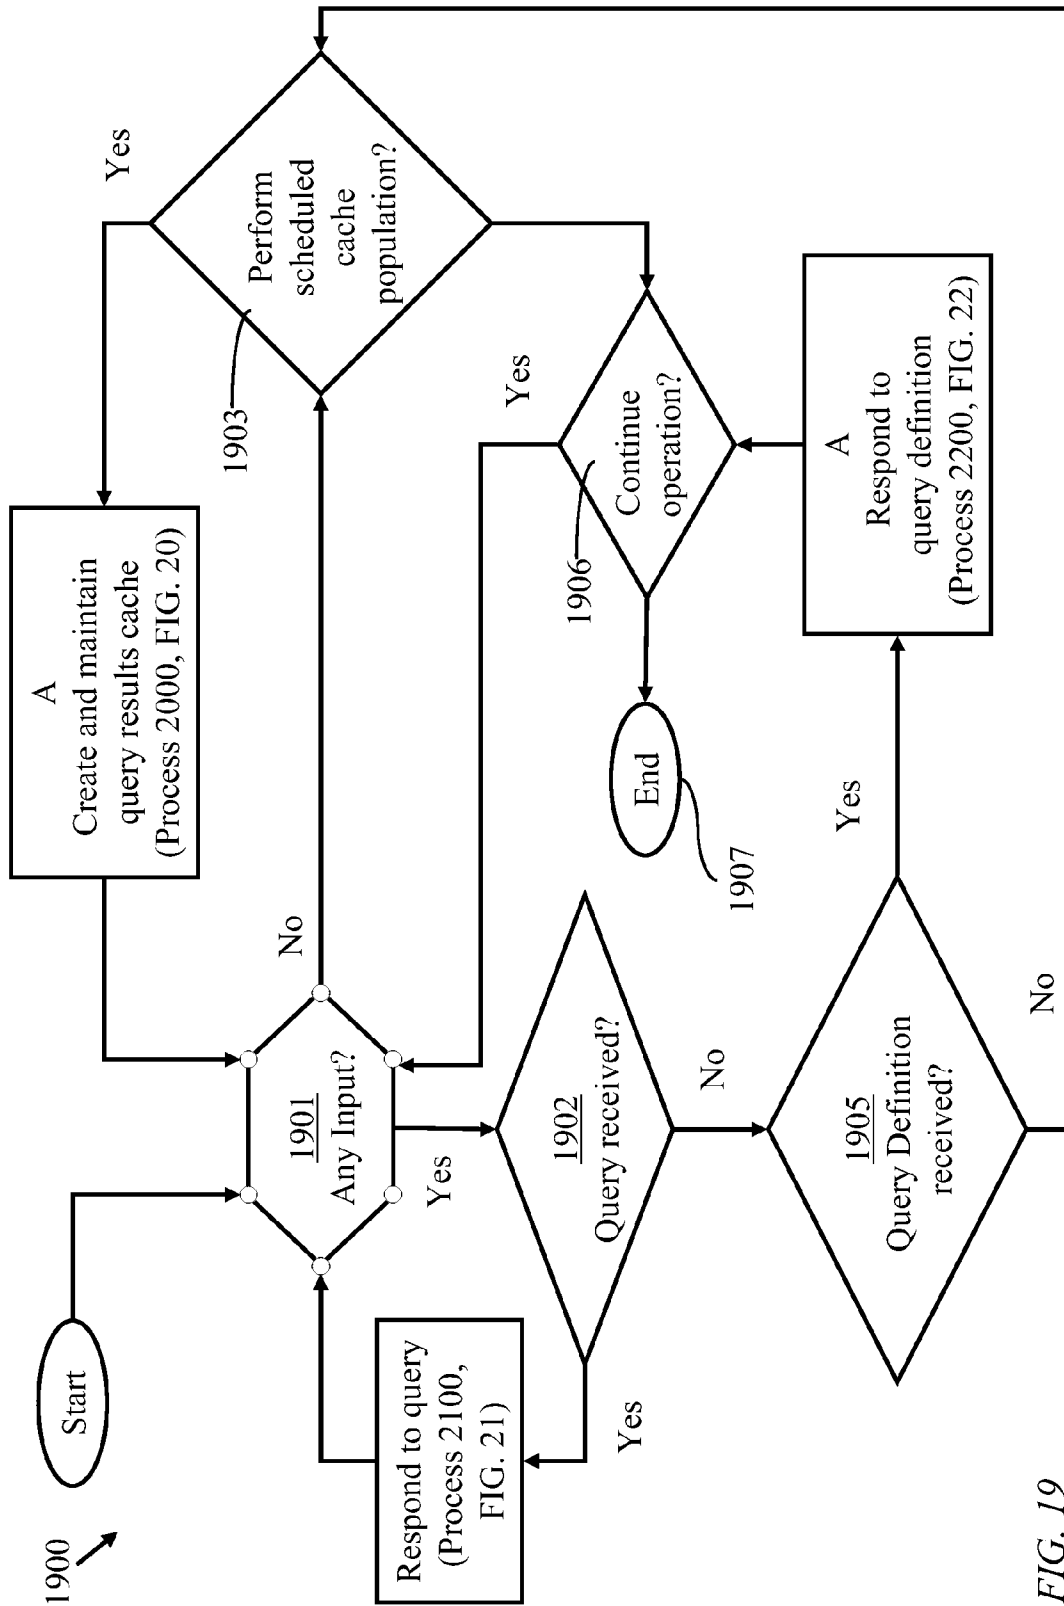 1900
Start
A
Create and maintain
query results cache
(Process 2000, FIG. 20)
Yes
Perform
scheduled
cache
population?
1903
No
1901
Any Input?
Yes
Respond to query
(Process 2100,
FIG. 21)
Yes
1902
Query received?
No
1905
Query Definition
received?
Yes
No
A
Respond to
query definition
(Process 2200, FIG. 22)
Continue
operation?
1906
Yes
End
1907
FIG. 19